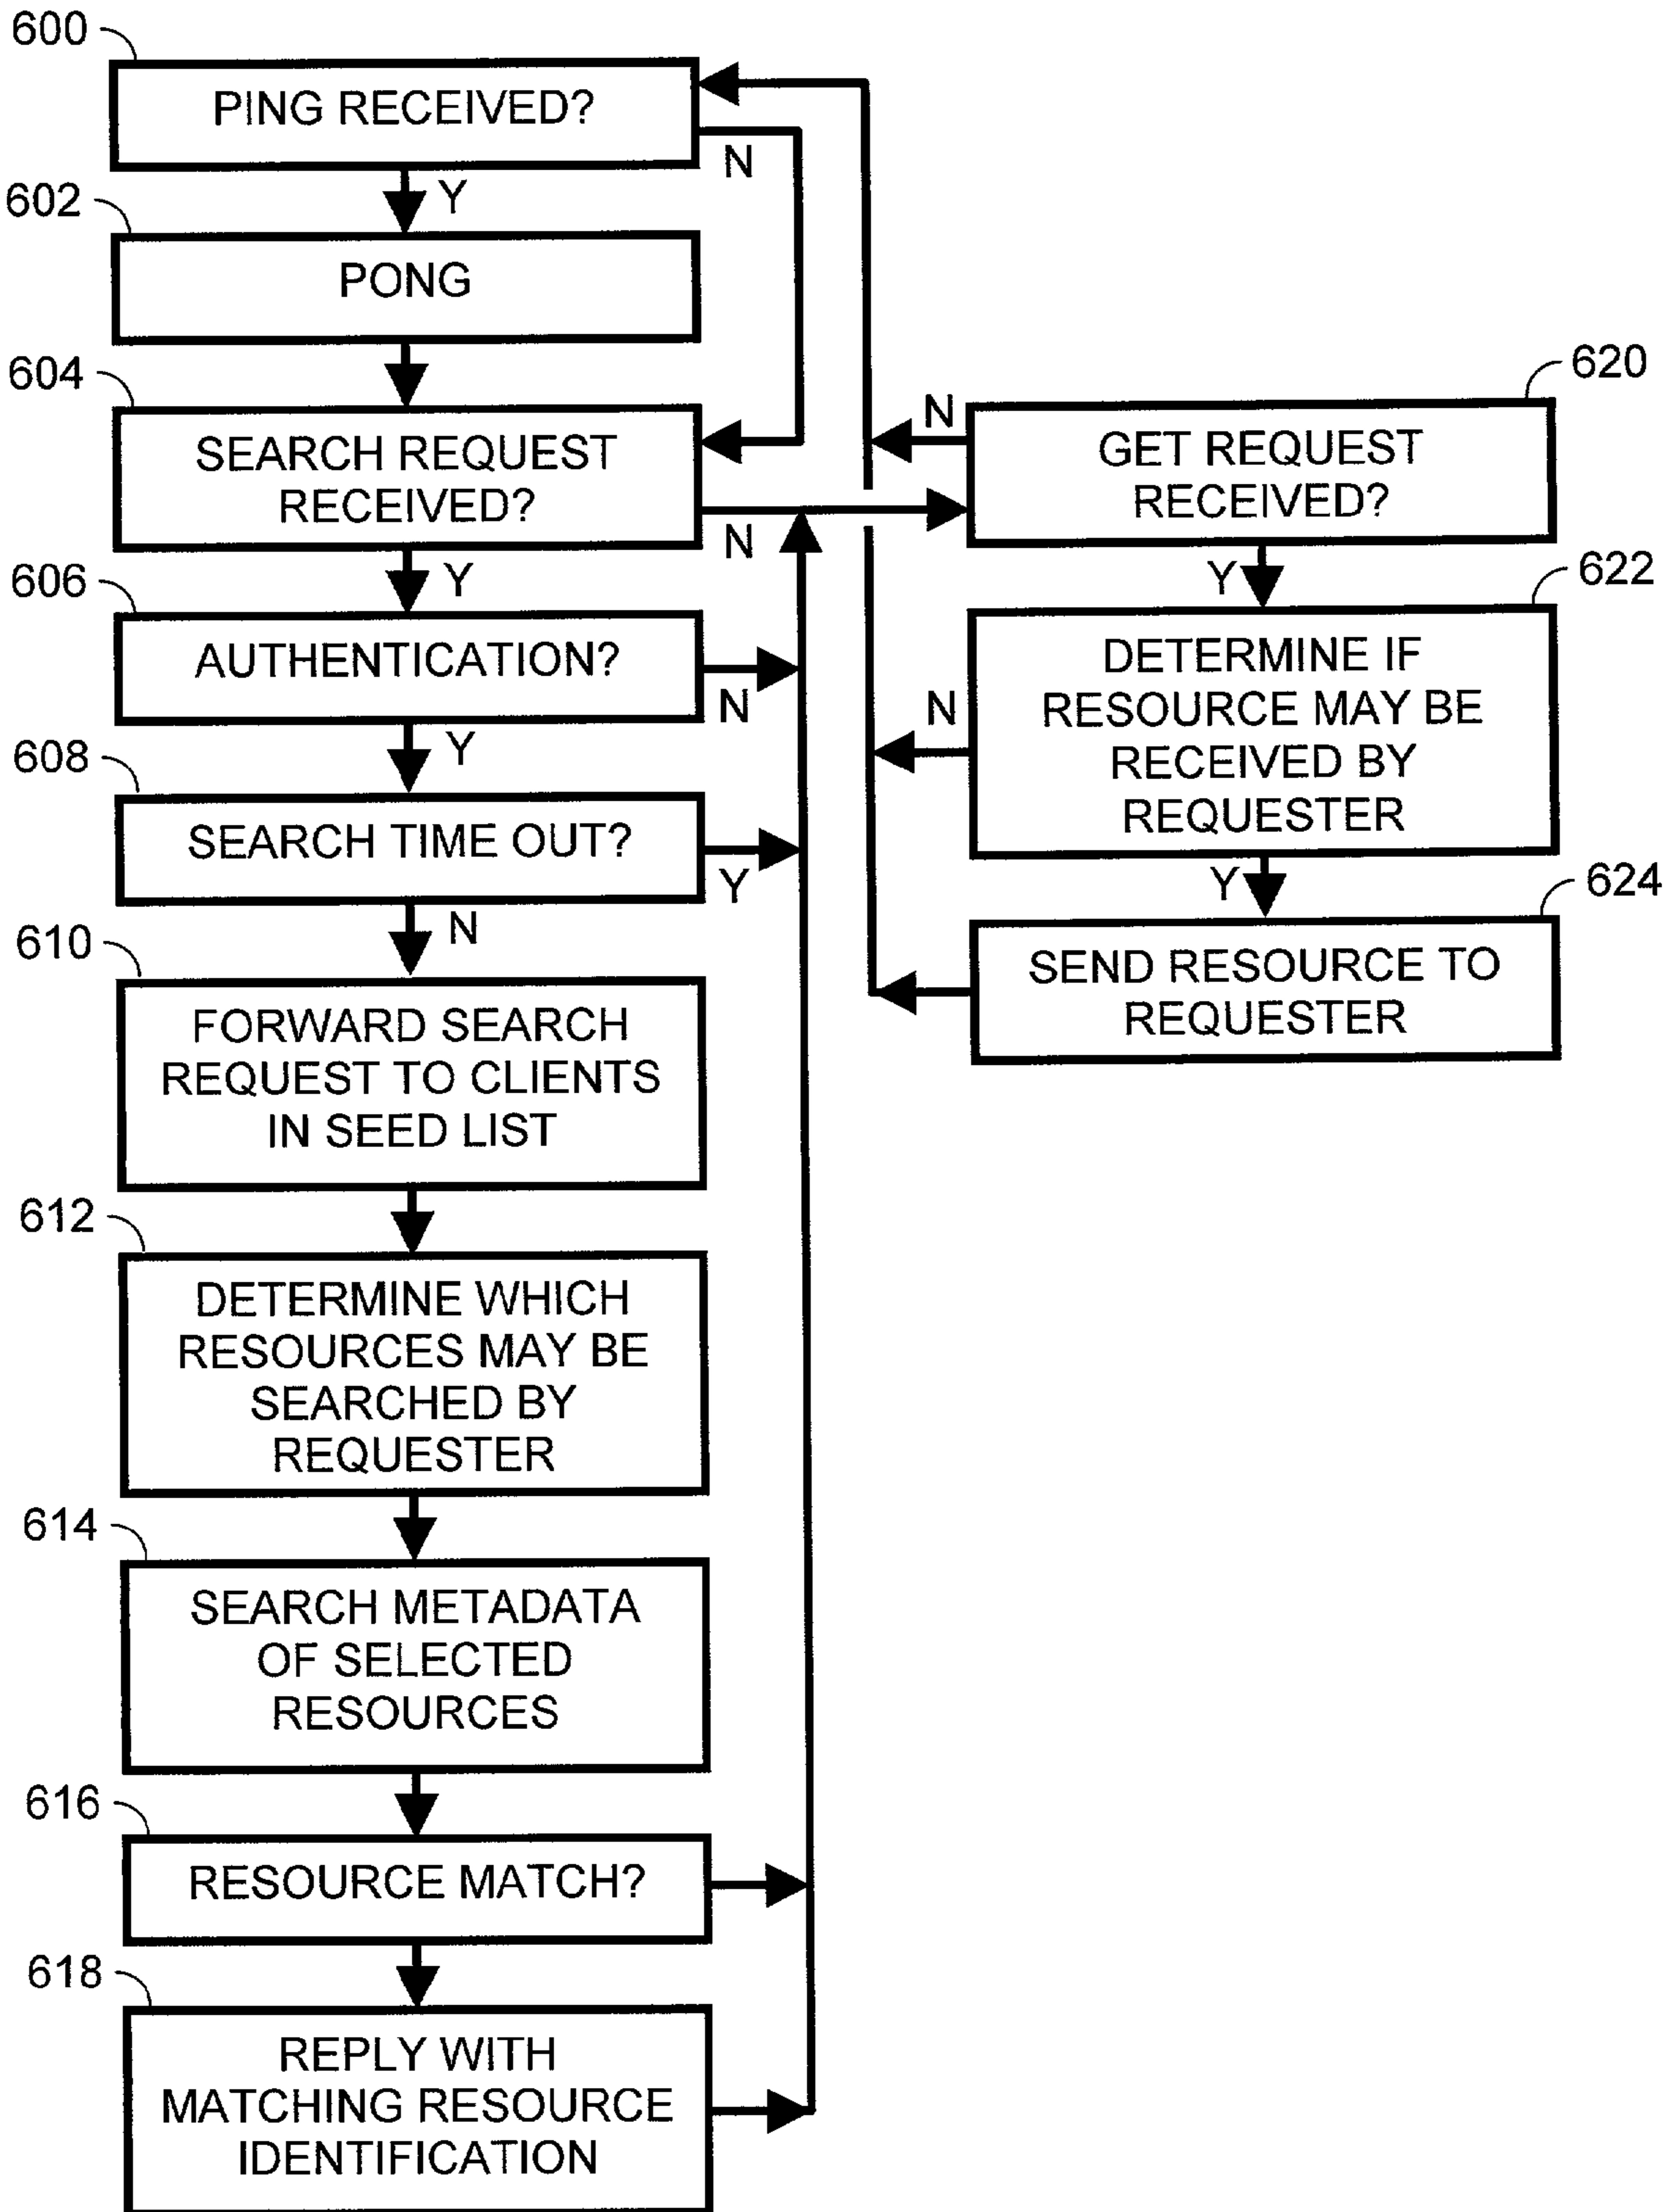 600
PING RECEIVED?
N
Y
602
PONG
604
SEARCH REQUEST
RECEIVED?
N
Y
606
AUTHENTICATION?
N
Y
608
SEARCH TIME OUT?
Y
N
610
FORWARD SEARCH
REQUEST TO CLIENTS
IN SEED LIST
612
DETERMINE WHICH
RESOURCES MAY BE
SEARCHED BY
REQUESTER
614
SEARCH METADATA
OF SELECTED
RESOURCES
616
RESOURCE MATCH?
618
REPLY WITH
MATCHING RESOURCE
IDENTIFICATION
620
N
GET REQUEST
RECEIVED?
Y
622
N
DETERMINE IF
RESOURCE MAY BE
RECEIVED BY
REQUESTER
Y
624
SEND RESOURCE TO
REQUESTER